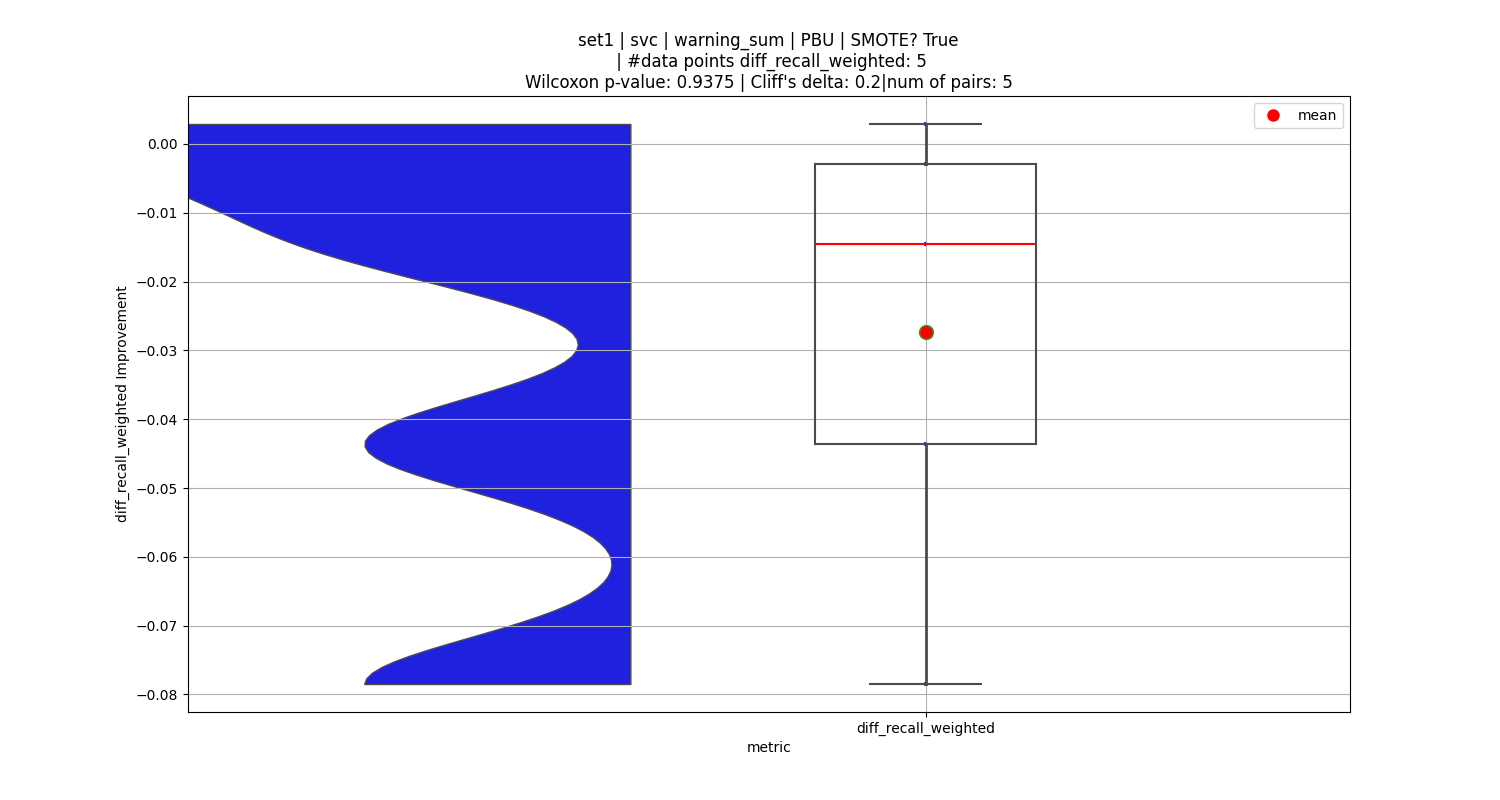 set1 | svc | warning_sum | PBU | SMOTE? True
| #data points diff_recall_weighted: 5
Wilcoxon p-value: 0.9375 | Cliff's delta: 0.2|num of pairs: 5
mean
0.00
−0.01
−0.02
−0.03
−0.04
−0.05
−0.06
−0.07
−0.08
diff_recall_weighted Improvement
diff_recall_weighted
metric